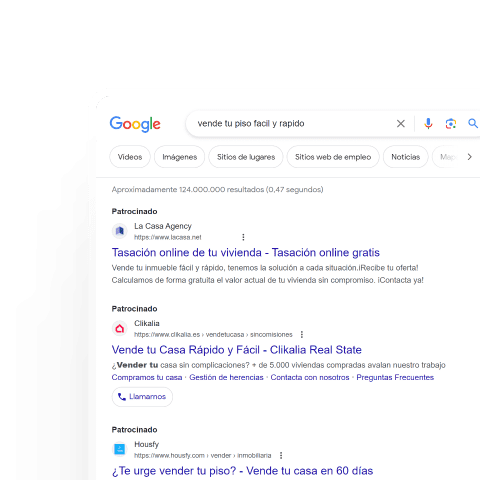 Google
vende tu piso facil y rapido
Videos
Imágenes
Sitios de lugares
Sitios web de empleo
Noticias
Map
Aproximadamente 124.000.000 resultados (0,47 segundos)
Patrocinado
La Casa Agency
https://www.lacasa.net
Tasación online de tu vivienda - Tasación online gratis
Vende tu inmueble fácil y rápido, tenemos la solución a cada situación.¡Recibe tu oferta!
Calculamos de forma gratuita el valor actual de tu vivienda sin compromiso. ¡Contacta ya!
Patrocinado
Clikalia
https://www.clikalia.es › vendetucasa › sincomisiones
Vende tu Casa Rápido y Fácil - Clikalia Real State
¿Vender tu casa sin complicaciones? + de 5.000 viviendas compradas avalan nuestro trabajo
Compramos tu casa · Gestión de herencias · Contacta con nosotros · Preguntas Frecuentes
Llamarnos
Patrocinado
Housfy
https://www.housfy.com › vender › inmobiliaria
¿Te urge vender tu piso? - Vende tu casa en 60 días